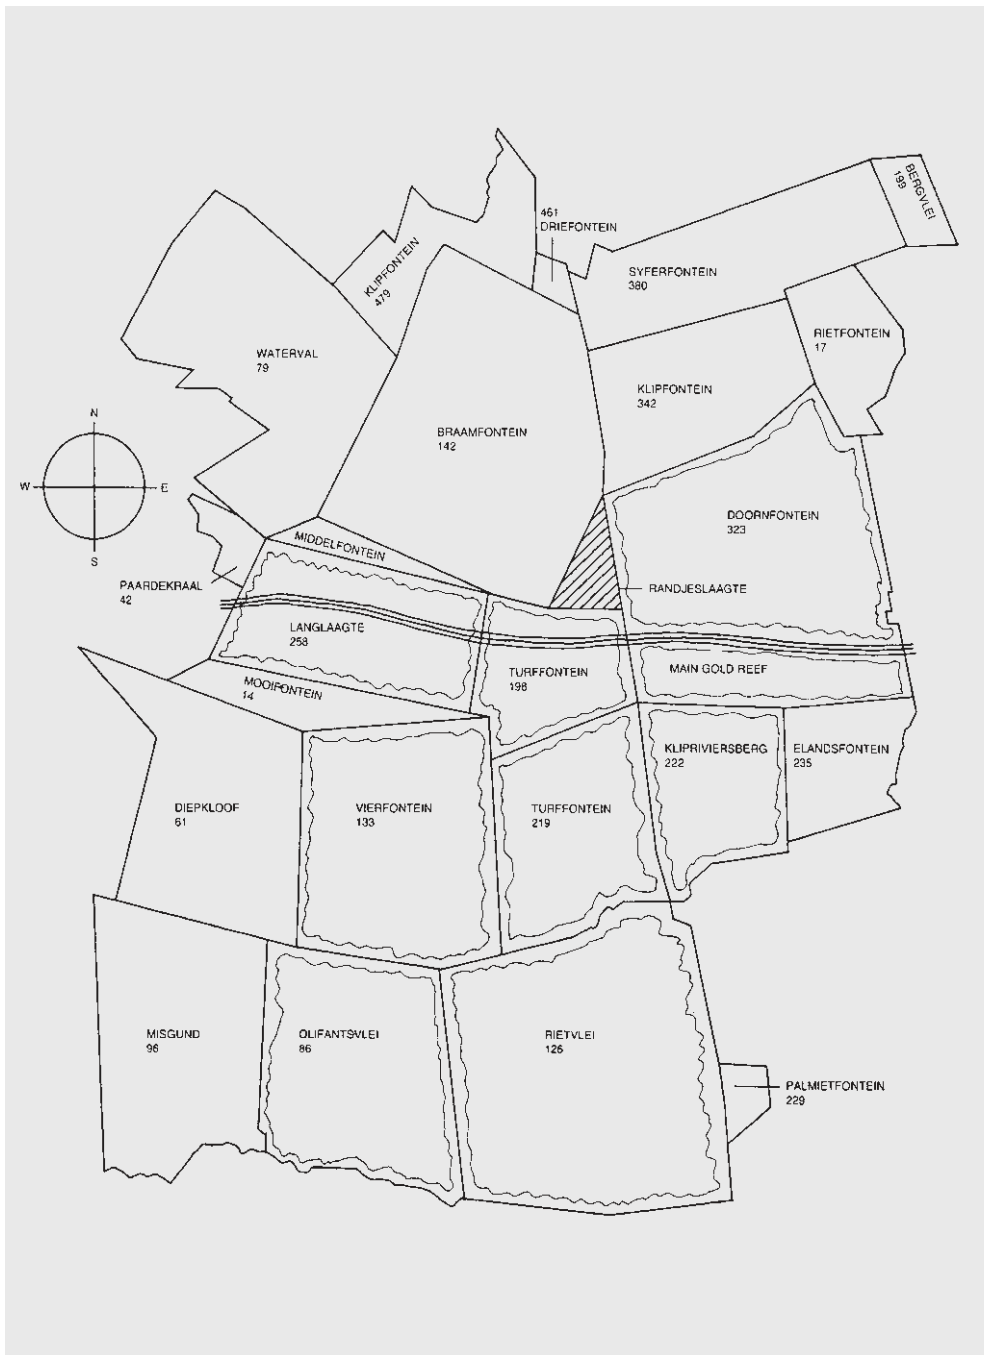 BERGVLEI
199
461
DRIEFONTEIN
KLIPFONTEIN
479
SYFERFONTEIN
380
RIETFONTEIN
17
WATERVAL
79
KLIPFONTEIN
342
N
BRAAMFONTEIN
142
W
E
S
DOORNFONTEIN
323
MIDDELFONTEIN
PAARDEKRAAL
42
RANDJESLAAGTE
LANGLAAGTE
258
TURFFONTEIN
198
MAIN GOLD REEF
MOOIFONTEIN
14
KLIPRIVIERSBERG
222
ELANDSFONTEIN
235
DIEPKLOOF
61
VIERFONTEIN
133
TURFFONTEIN
219
MISGUND
96
OLIFANTSVLEI
86
RIETVLEI
126
PALMIETFONTEIN
229